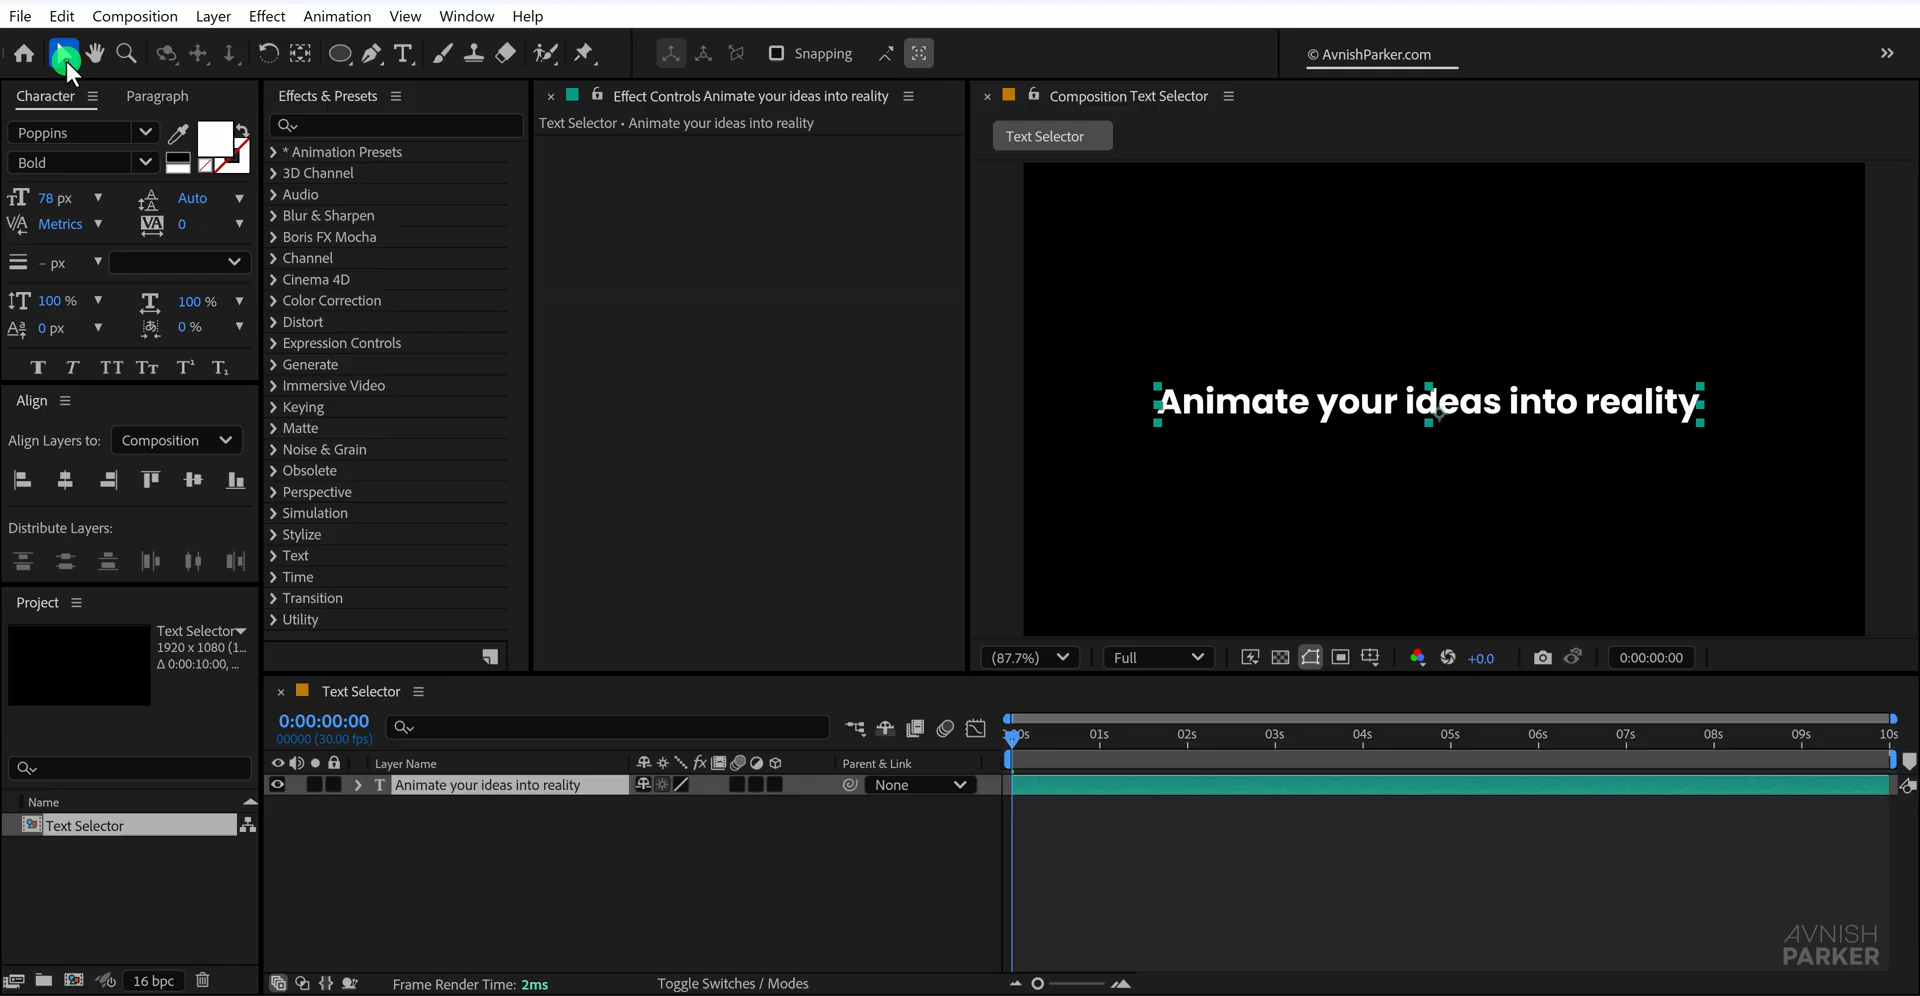 File Edit Composition Layer Effect Animation View Window Help
Snapping
© AvnishParker.com
Character Paragraph
Poppins
Bold
78 px Auto
Metrics 0
- px
100 % 100 %
0 px 0 %
Align
Align Layers to: Composition
Distribute Layers:
Project
Text Selector
1920 x 1080 (1...
Δ 0:00:10:00, ...
Name
Text Selector
16 bpc
Effects & Presets
* Animation Presets
3D Channel
Audio
Blur & Sharpen
Boris FX Mocha
Channel
Cinema 4D
Color Correction
Distort
Expression Controls
Generate
Immersive Video
Keying
Matte
Noise & Grain
Obsolete
Perspective
Simulation
Stylize
Text
Time
Transition
Utility
Effect Controls Animate your ideas into reality
Text Selector • Animate your ideas into reality
Composition Text Selector
Text Selector
Animate your ideas into reality
(87.7%) Full +0.0 0:00:00:00
Text Selector
0:00:00:00
00000 (30.00 fps)
01s 02s 03s 04s 05s 06s 07s 08s 09s 10s
Layer Name Parent & Link
Animate your ideas into reality None
Frame Render Time: 2ms Toggle Switches / Modes
AVNISH
PARKER